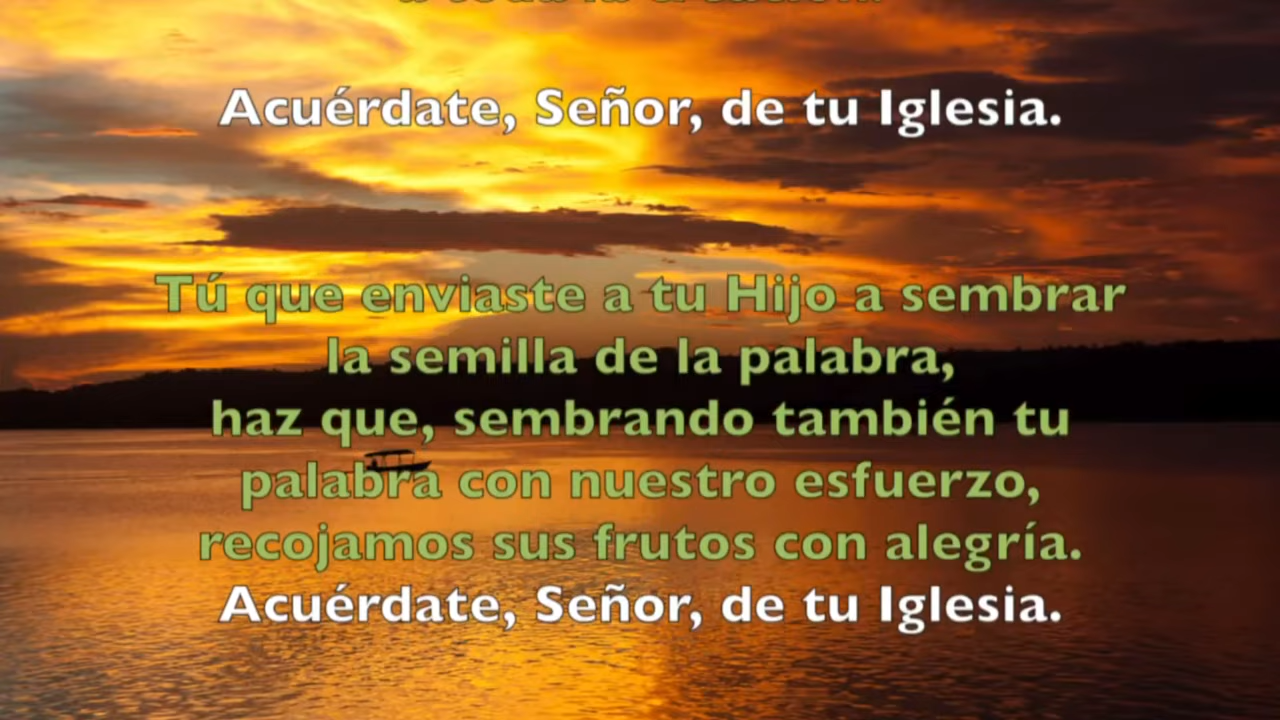 Acuérdate, Señor, de tu Iglesia.
Tú que enviaste a tu Hijo a sembrar
la semilla de la palabra,
haz que, sembrando también tu
palabra con nuestro esfuerzo,
recojamos sus frutos con alegría.
Acuérdate, Señor, de tu Iglesia.